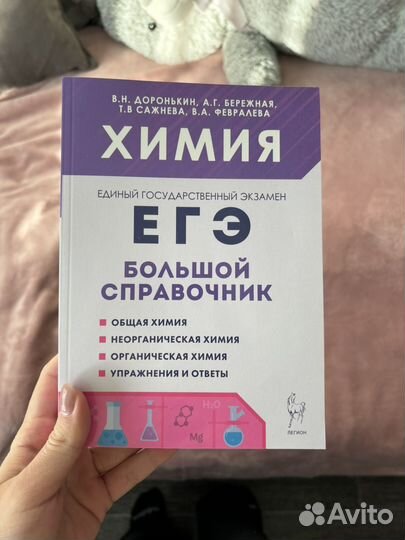 В.Н. ДОРОНЬКИН, А.Г. БЕРЕЖНАЯ,
Т.В САЖНЕВА, В.А. ФЕВРАЛЕВА
ХИМИЯ
ЕДИНЫЙ ГОСУДАРСТВЕННЫЙ ЭКЗАМЕН
ЕГЭ
БОЛЬШОЙ
СПРАВОЧНИК
ОБЩАЯ ХИМИЯ
НЕОРГАНИЧЕСКАЯ ХИМИЯ
ОРГАНИЧЕСКАЯ ХИМИЯ
УПРАЖНЕНИЯ И ОТВЕТЫ
H₂O
Mg
ЛЕГИОН
Avito